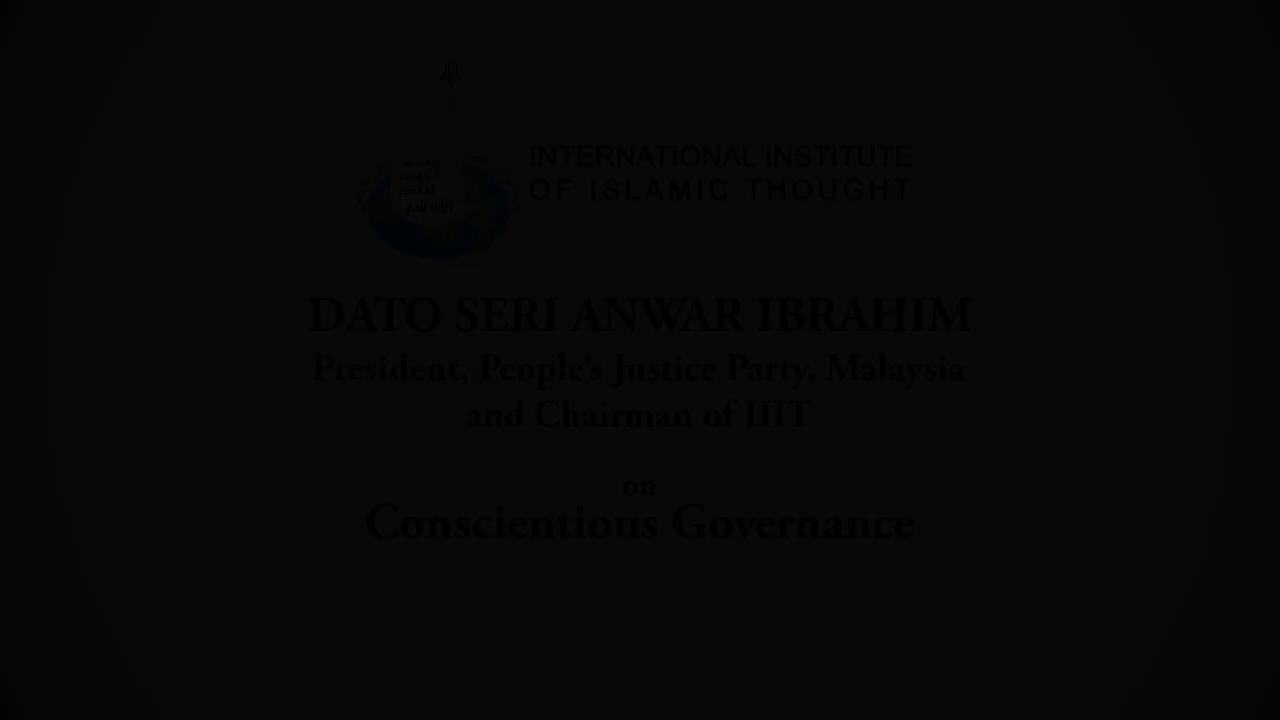 INTERNATIONAL INSTITUTE
OF ISLAMIC THOUGHT
DATO SERI ANWAR IBRAHIM
President, People's Justice Party, Malaysia
and Chairman of IIIT
on
Conscientious Governance